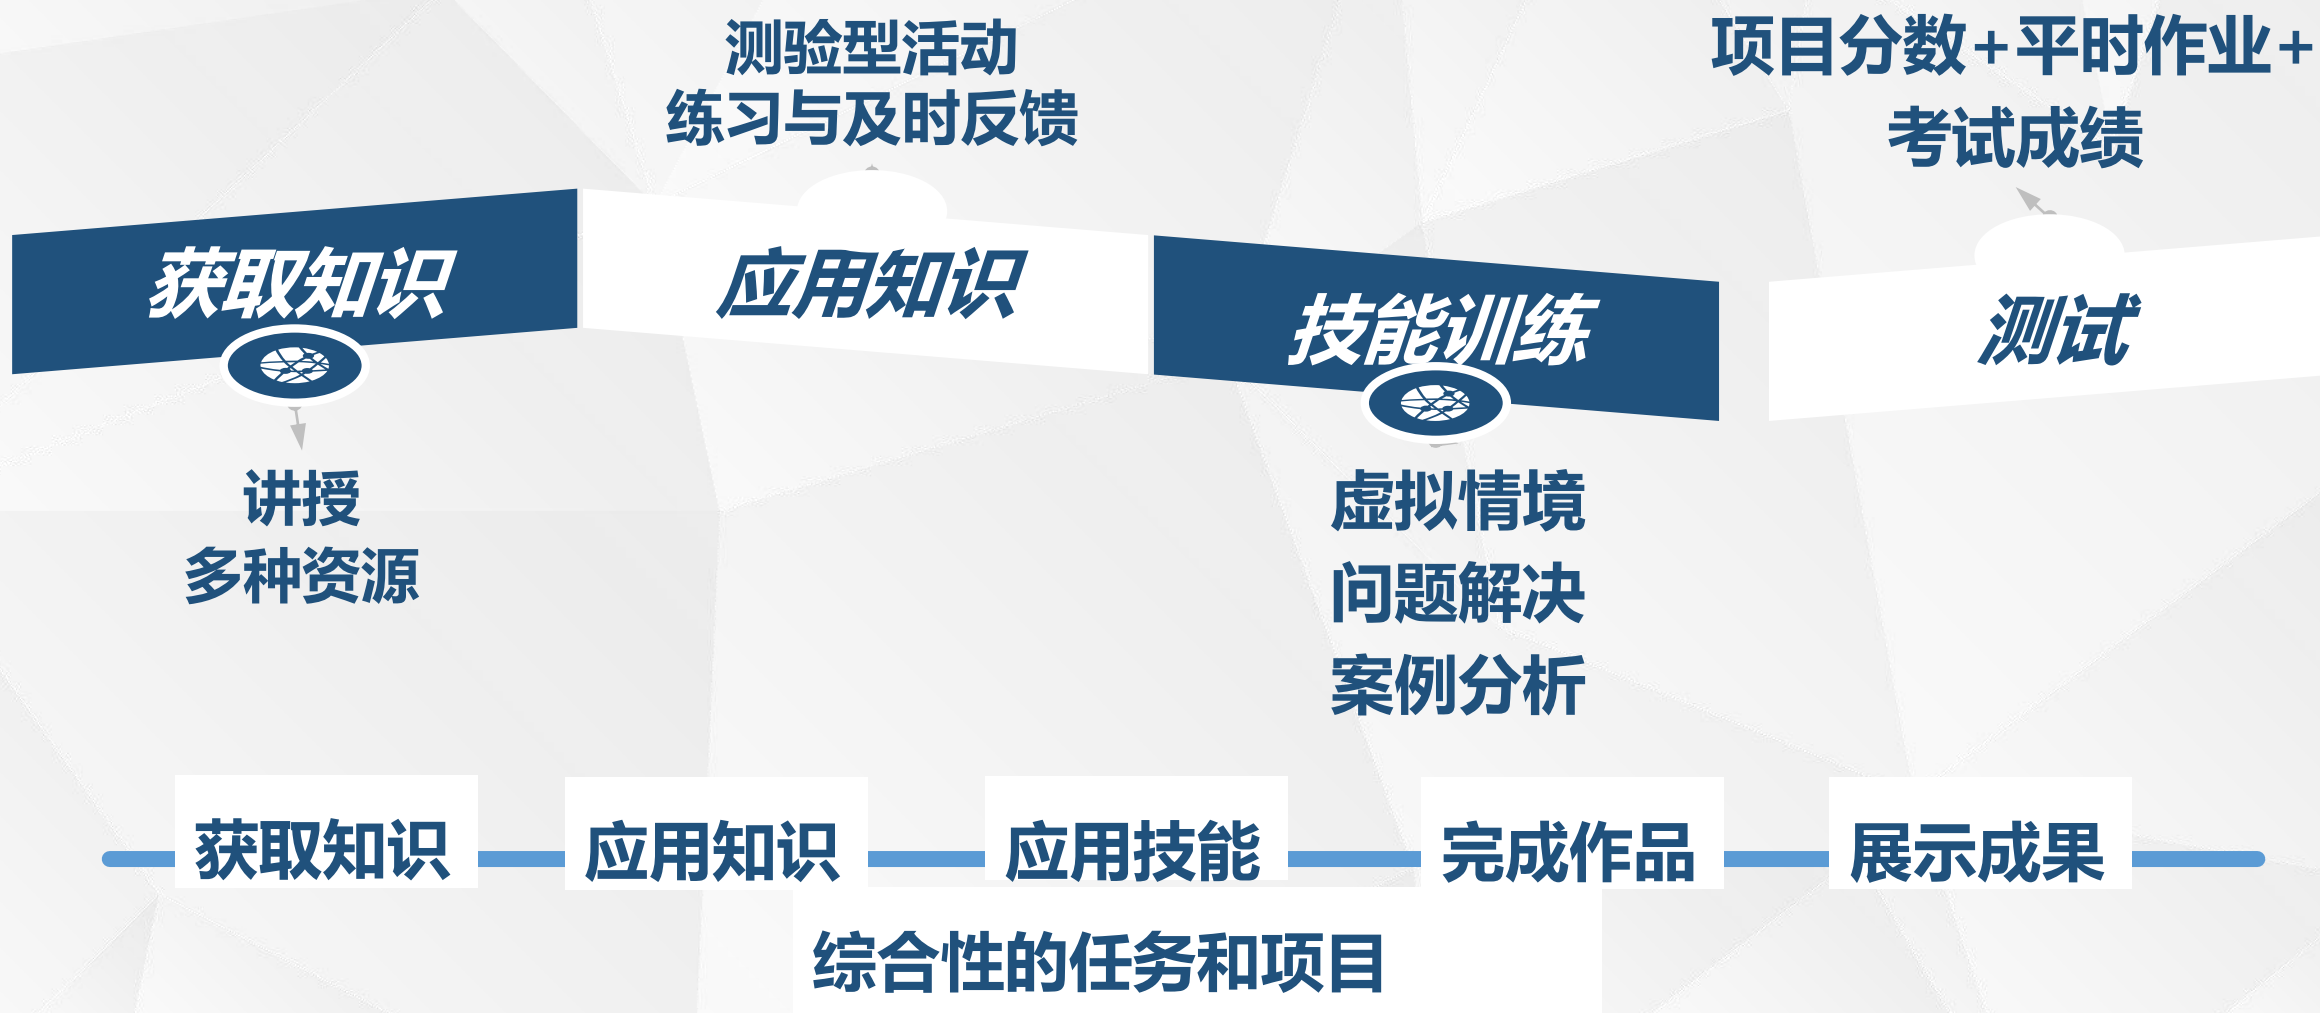 测验型活动
练习与及时反馈
项目分数+平时作业+
考试成绩
获取知识
应用知识
技能训练
测试
讲授
多种资源
虚拟情境
问题解决
案例分析
获取知识
应用知识
应用技能
完成作品
展示成果
综合性的任务和项目